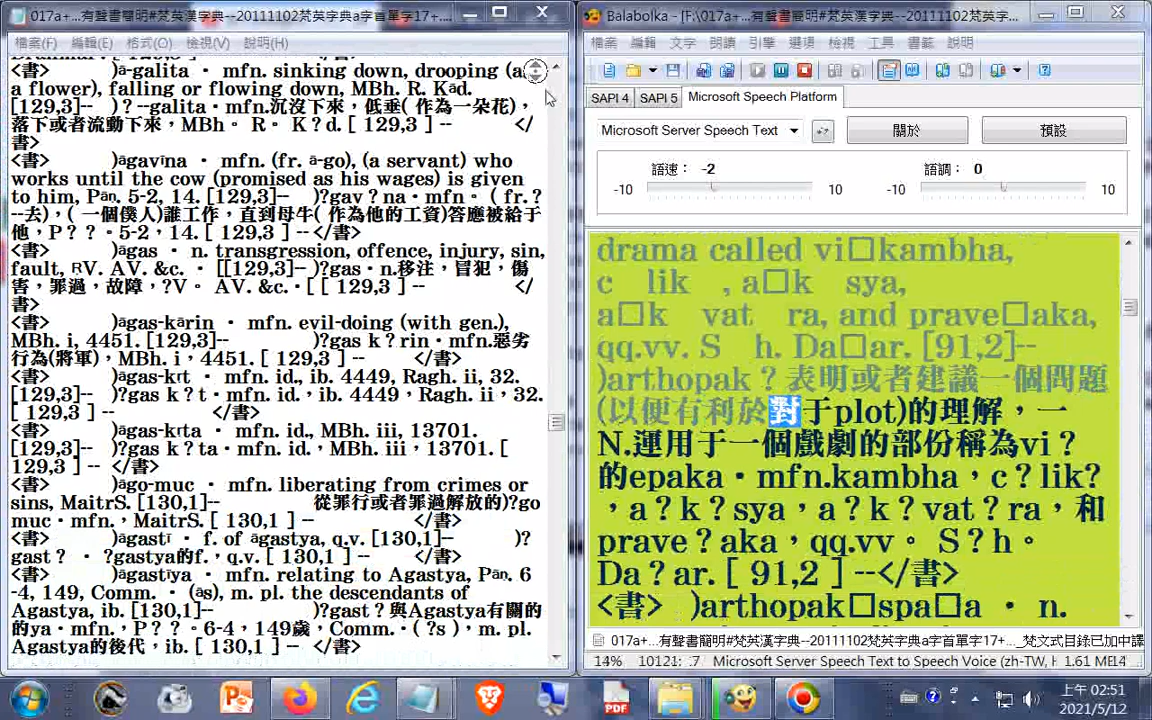 017a+...有聲書簡明#梵英漢字典--20111102梵英字典a字首單字17+...
檔案(F) 編輯(E) 格式(O) 檢視(V) 說明(H)
<書> )ā-galita · mfn. sinking down, drooping (as
a flower), falling or flowing down, MBh. R. Kād.
[129,3]-- )? --galita·mfn.沉沒下來，低垂( 作為一朵花)，
落下或者流動下來，MBh。 R。 K？d. [ 129,3 ] -- </
書>
<書> )āgavīna · mfn. (fr. ā-go), (a servant) who
works until the cow (promised as his wages) is given
to him, Pāṇ. 5-2, 14. [129,3]-- )?gav？na·mfn。 ( fr.？
--去)，( 一個僕人)誰工作，直到母牛( 作為他的工資)答應被給于
他，P？？。5-2，14. [ 129,3 ] --</書>
<書> )āgas · n. transgression, offence, injury, sin,
fault, RV. AV. &c. · [[129,3]-- )?gas·n.移注，冒犯，傷
害，罪過，故障，?V。 AV. &c.·[ [ 129,3 ] -- </
書>
<書> )āgas-kārin · mfn. evil-doing (with gen.),
MBh. i, 4451. [129,3]-- )?gas k？rin·mfn.惡劣
行為(將軍)，MBh. i，4451. [ 129,3 ] -- </書>
<書> )āgas-kṛt · mfn. id., ib. 4449, Ragh. ii, 32.
[129,3]-- )?gas k？t·mfn. id.，ib. 4449，Ragh. ii，32.
[ 129,3 ] -- </書>
<書> )āgas-kṛta · mfn. id., MBh. iii, 13701.
[129,3]-- )?gas k？ta·mfn. id.，MBh. iii，13701. [
129,3 ] -- </書>
<書> )āgo-muc · mfn. liberating from crimes or
sins, MaitrS. [130,1]-- 從罪行或者罪過解放的)?go
muc·mfn.，MaitrS. [ 130,1 ] -- </書>
<書> )āgastī · f. of āgastya, q.v. [130,1]-- )?
gast？ · ?gastya的f.，q.v. [ 130,1 ] -- </書>
<書> )āgastīya · mfn. relating to Agastya, Pāṇ. 6
-4, 149, Comm. · (ās), m. pl. the descendants of
Agastya, ib. [130,1]-- )?gast？與Agastya有關的
的ya·mfn.，P？？。6-4，149歲，Comm.·( ?s )，m. pl.
Agastya的後代，ib. [ 130,1 ] -- </書>
Balabolka - [F:\017a+...有聲書簡明#梵英漢字典--20111102梵英字...
檔案 編輯 文字 朗讀 引擎 選項 檢視 工具 書籤 說明
SAPI 4 SAPI 5 Microsoft Speech Platform
Microsoft Server Speech Text 關於 預設
語速： -2 語調： 0
-10 10 -10 10
drama called vi□kambha,
c lik , a□k sya,
a□k vat ra, and prave□aka,
qq.vv. S h. Da□ar. [91,2]--
)arthopak？表明或者建議一個問題
(以便有利於對于plot)的理解，一
N.運用于一個戲劇的部份稱為vi？
的epaka·mfn.kambha，c？lik?
，a？k？sya，a？k？vat？ra，和
prave？aka，qq.vv。 S？h。
Da？ar. [ 91,2 ] --</書>
<書> )arthopak□spa□a · n.
017a+...有聲書簡明#梵英漢字典--20111102梵英字典a字首單字17+..._梵文式目錄已加中譯
14% 10121: .7 Microsoft Server Speech Text to Speech Voice (zh-TW, H 1.61 MB
上午 02:51
2021/5/12